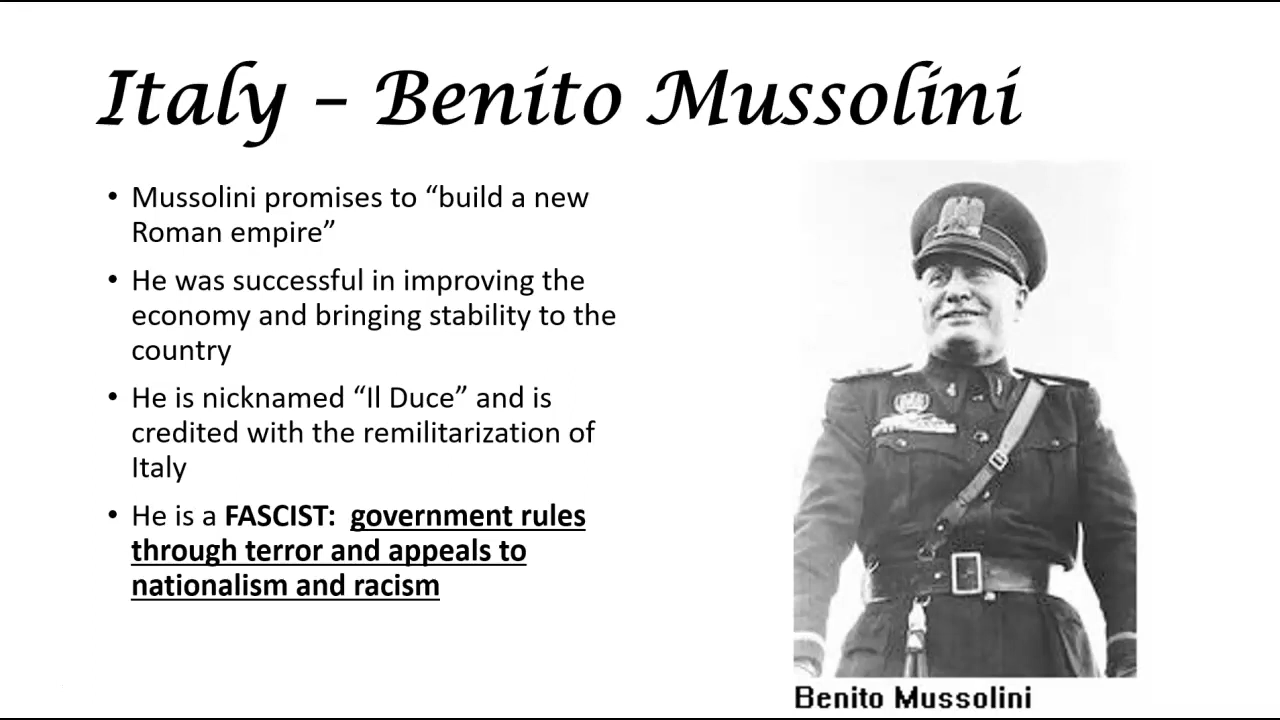 Italy – Benito Mussolini
• Mussolini promises to “build a new
Roman empire”
• He was successful in improving the
economy and bringing stability to the
country
• He is nicknamed “Il Duce” and is
credited with the remilitarization of
Italy
• He is a FASCIST:  government rules
through terror and appeals to
nationalism and racism
Benito Mussolini